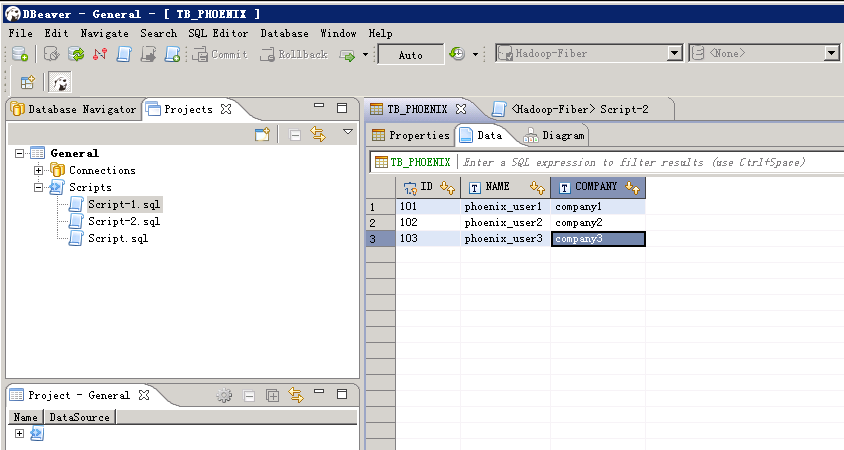 DBeaver - General - [ TB_PHOENIX ]
File Edit Navigate Search SQL Editor Database Window Help
Commit Rollback Auto Hadoop-Fiber <None>
Database Navigator Projects
General
Connections
Scripts
Script-1.sql
Script-2.sql
Script.sql
Project - General
Name DataSource
TB_PHOENIX <Hadoop-Fiber> Script-2
Properties Data Diagram
TB_PHOENIX Enter a SQL expression to filter results (use Ctrl+Space)
ID NAME COMPANY
1 101 phoenix_user1 company1
2 102 phoenix_user2 company2
3 103 phoenix_user3 company3